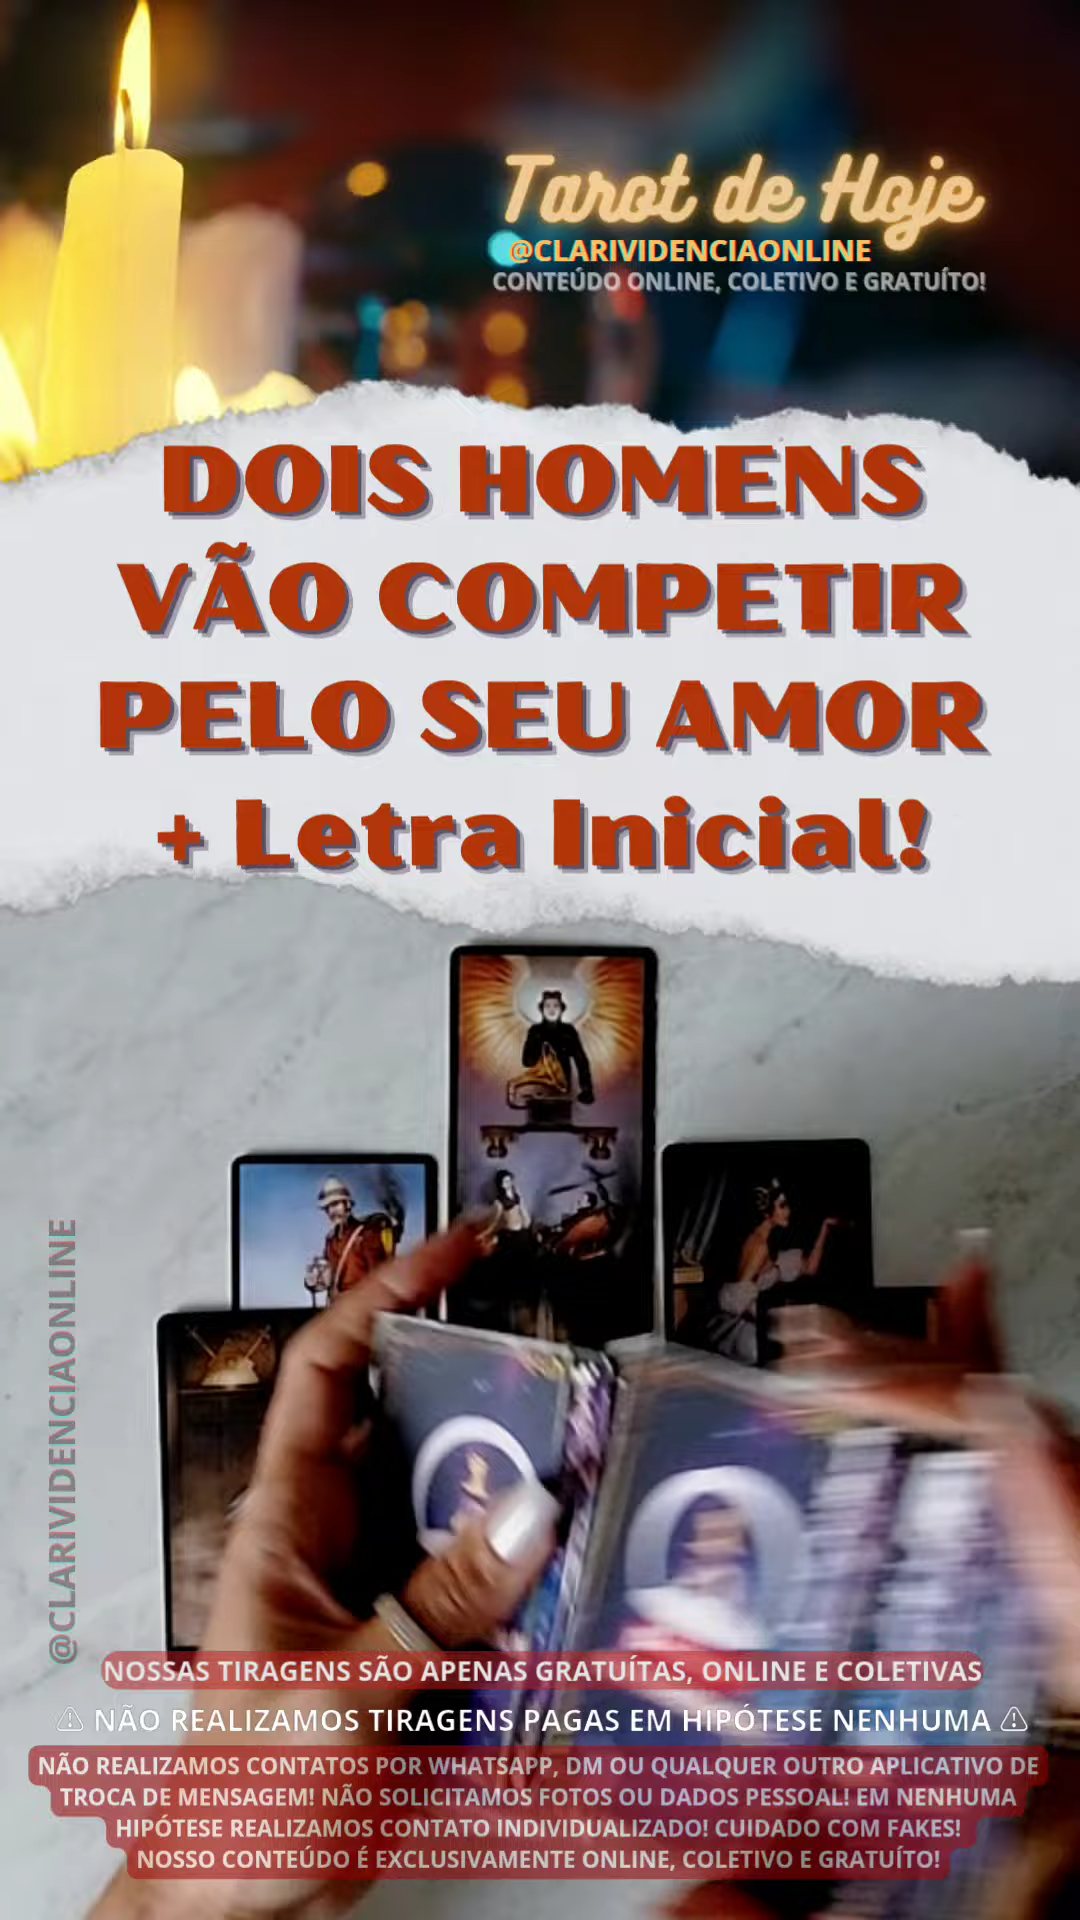 Tarot de Hoje
@CLARIVIDENCIAONLINE
CONTEÚDO ONLINE, COLETIVO E GRATUÍTO!
DOIS HOMENS
VÃO COMPETIR
PELO SEU AMOR
+ Letra Inicial!
@CLARIVIDENCIAONLINE
NOSSAS TIRAGENS SÃO APENAS GRATUÍTAS, ONLINE E COLETIVAS
⚠ NÃO REALIZAMOS TIRAGENS PAGAS EM HIPÓTESE NENHUMA ⚠
NÃO REALIZAMOS CONTATOS POR WHATSAPP, DM OU QUALQUER OUTRO APLICATIVO DE
TROCA DE MENSAGEM! NÃO SOLICITAMOS FOTOS OU DADOS PESSOAL! EM NENHUMA
HIPÓTESE REALIZAMOS CONTATO INDIVIDUALIZADO! CUIDADO COM FAKES!
NOSSO CONTEÚDO É EXCLUSIVAMENTE ONLINE, COLETIVO E GRATUÍTO!